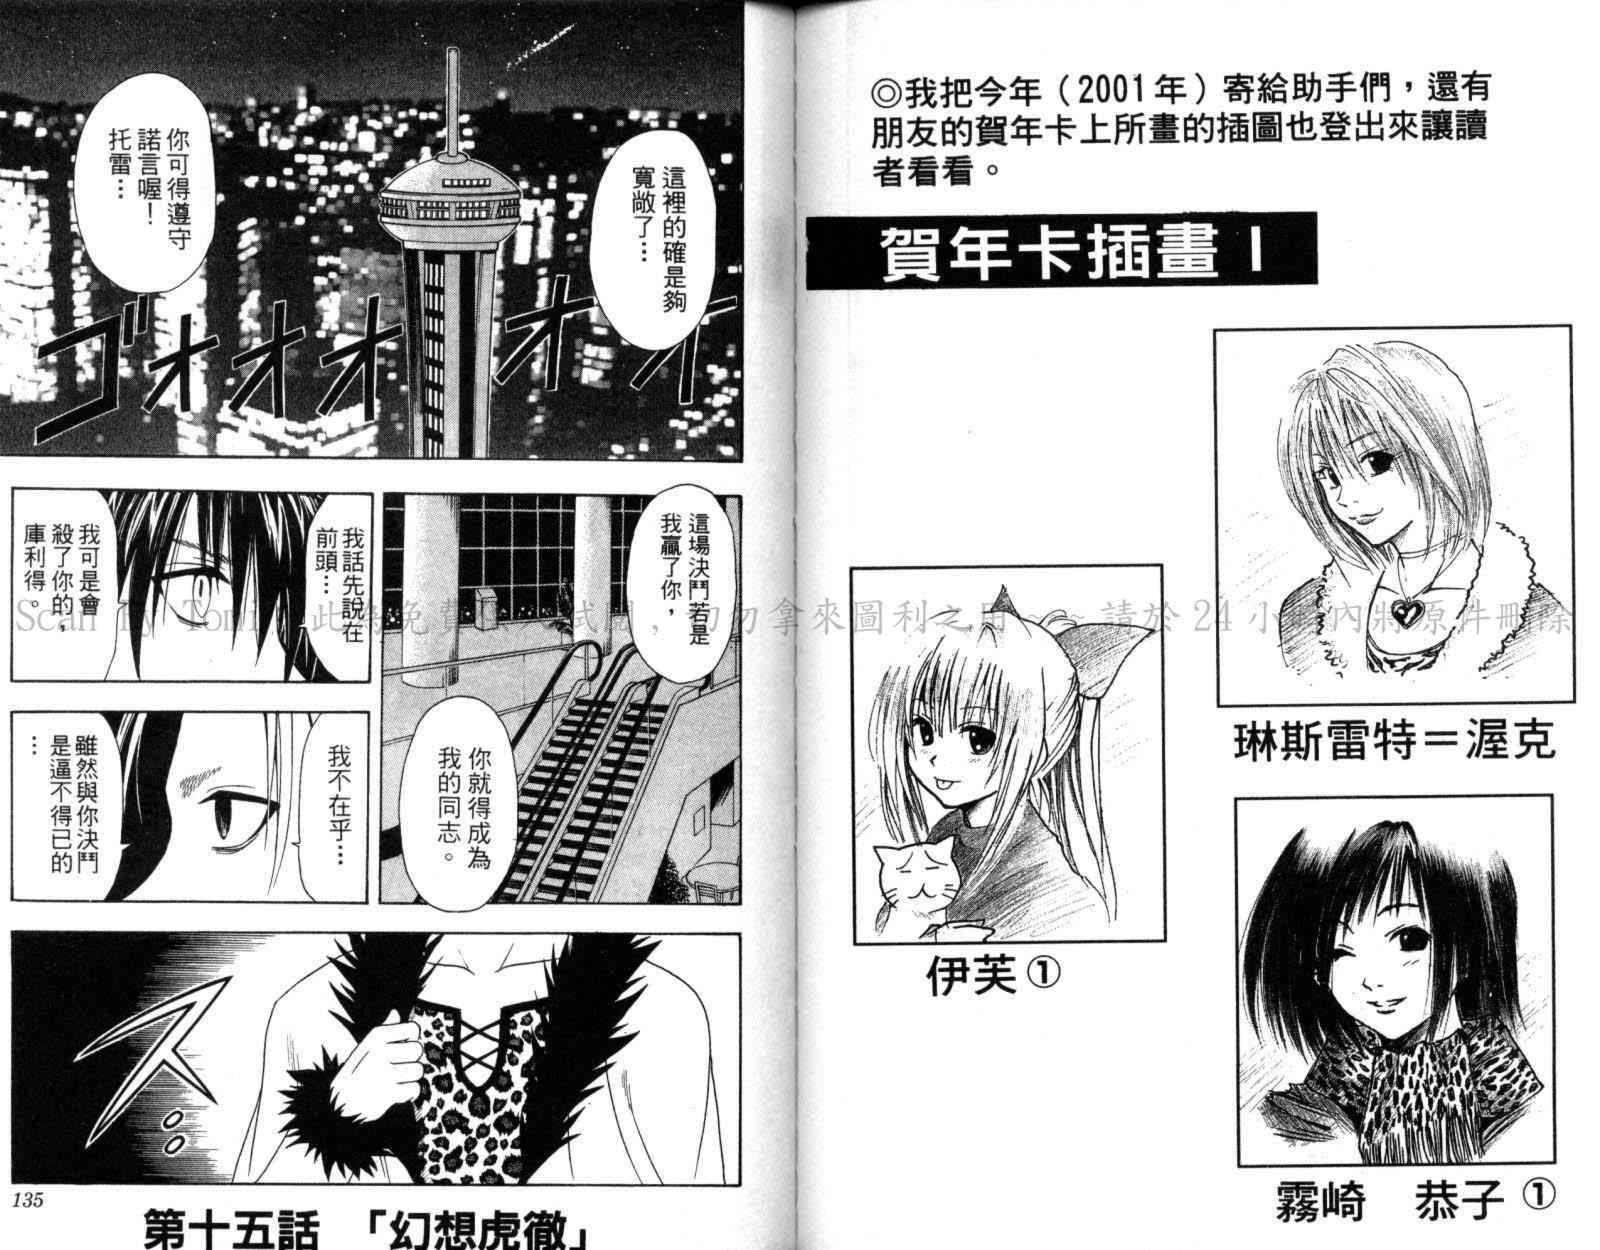 ◎我把今年（2001年）寄給助手們，還有
朋友的賀年卡上所畫的插圖也登出來讓讀
者看看。
賀年卡插畫 I
琳斯雷特＝渥克
伊芙①
霧崎　恭子①
這裡的確是夠
寬敞了…
你可得遵守
諾言喔！
托雷…
ゴオオオオオ
這場決鬥若是
我贏了你，
你就得成為
我的同志。
我話先說在
前頭…
我可是會
殺了你的，
庫利得。
我不在乎…
雖然與你決鬥
是逼不得已的
…
ス
135
第十五話　「幻想虎徹」